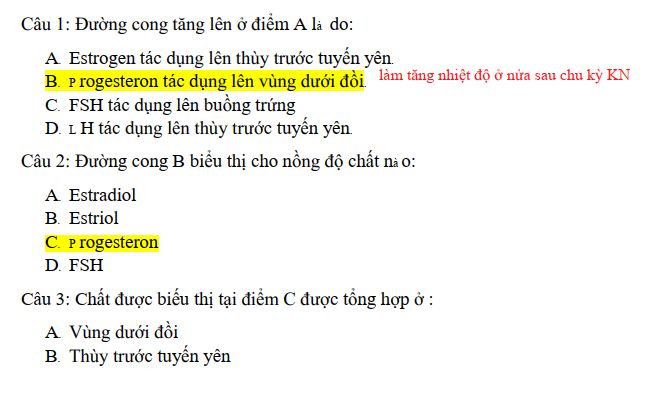 Câu 1: Đường cong tăng lên ở điểm A là do:
A. Estrogen tác dụng lên thùy trước tuyến yên.
B. Progesteron tác dụng lên vùng dưới đồi. làm tăng nhiệt độ ở nửa sau chu kỳ KN
C. FSH tác dụng lên buồng trứng
D. LH tác dụng lên thùy trước tuyến yên.
Câu 2: Đường cong B biểu thị cho nồng độ chất nào:
A. Estradiol
B. Estriol
C. Progesteron
D. FSH
Câu 3: Chất được biểu thị tại điểm C được tổng hợp ở :
A. Vùng dưới đồi
B. Thùy trước tuyến yên